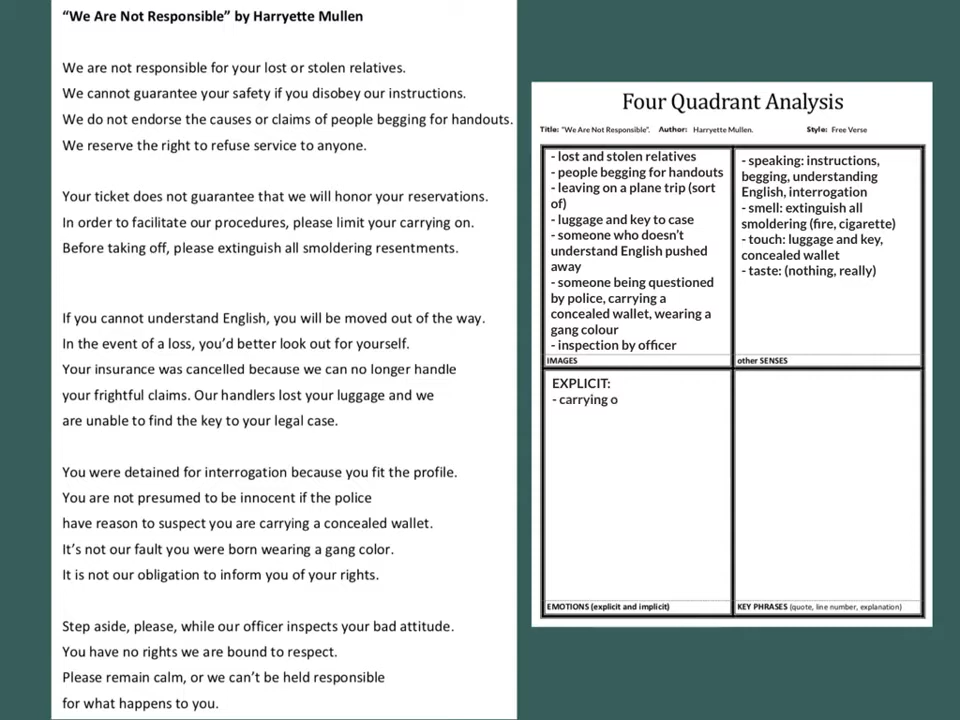 “We Are Not Responsible” by Harryette Mullen
We are not responsible for your lost or stolen relatives.
We cannot guarantee your safety if you disobey our instructions.
We do not endorse the causes or claims of people begging for handouts.
We reserve the right to refuse service to anyone.
Your ticket does not guarantee that we will honor your reservations.
In order to facilitate our procedures, please limit your carrying on.
Before taking off, please extinguish all smoldering resentments.
If you cannot understand English, you will be moved out of the way.
In the event of a loss, you’d better look out for yourself.
Your insurance was cancelled because we can no longer handle
your frightful claims. Our handlers lost your luggage and we
are unable to find the key to your legal case.
You were detained for interrogation because you fit the profile.
You are not presumed to be innocent if the police
have reason to suspect you are carrying a concealed wallet.
It’s not our fault you were born wearing a gang color.
It is not our obligation to inform you of your rights.
Step aside, please, while our officer inspects your bad attitude.
You have no rights we are bound to respect.
Please remain calm, or we can’t be held responsible
for what happens to you.
Four Quadrant Analysis
Title: “We Are Not Responsible”. Author: Harryette Mullen. Style: Free Verse
- lost and stolen relatives
- people begging for handouts
- leaving on a plane trip (sort
of)
- luggage and key to case
- someone who doesn’t
understand English pushed
away
- someone being questioned
by police, carrying a
concealed wallet, wearing a
gang colour
- inspection by officer
IMAGES
- speaking: instructions,
begging, understanding
English, interrogation
- smell: extinguish all
smoldering (fire, cigarette)
- touch: luggage and key,
concealed wallet
- taste: (nothing, really)
other SENSES
EXPLICIT:
- carrying o
EMOTIONS (explicit and implicit)
KEY PHRASES (quote, line number, explanation)